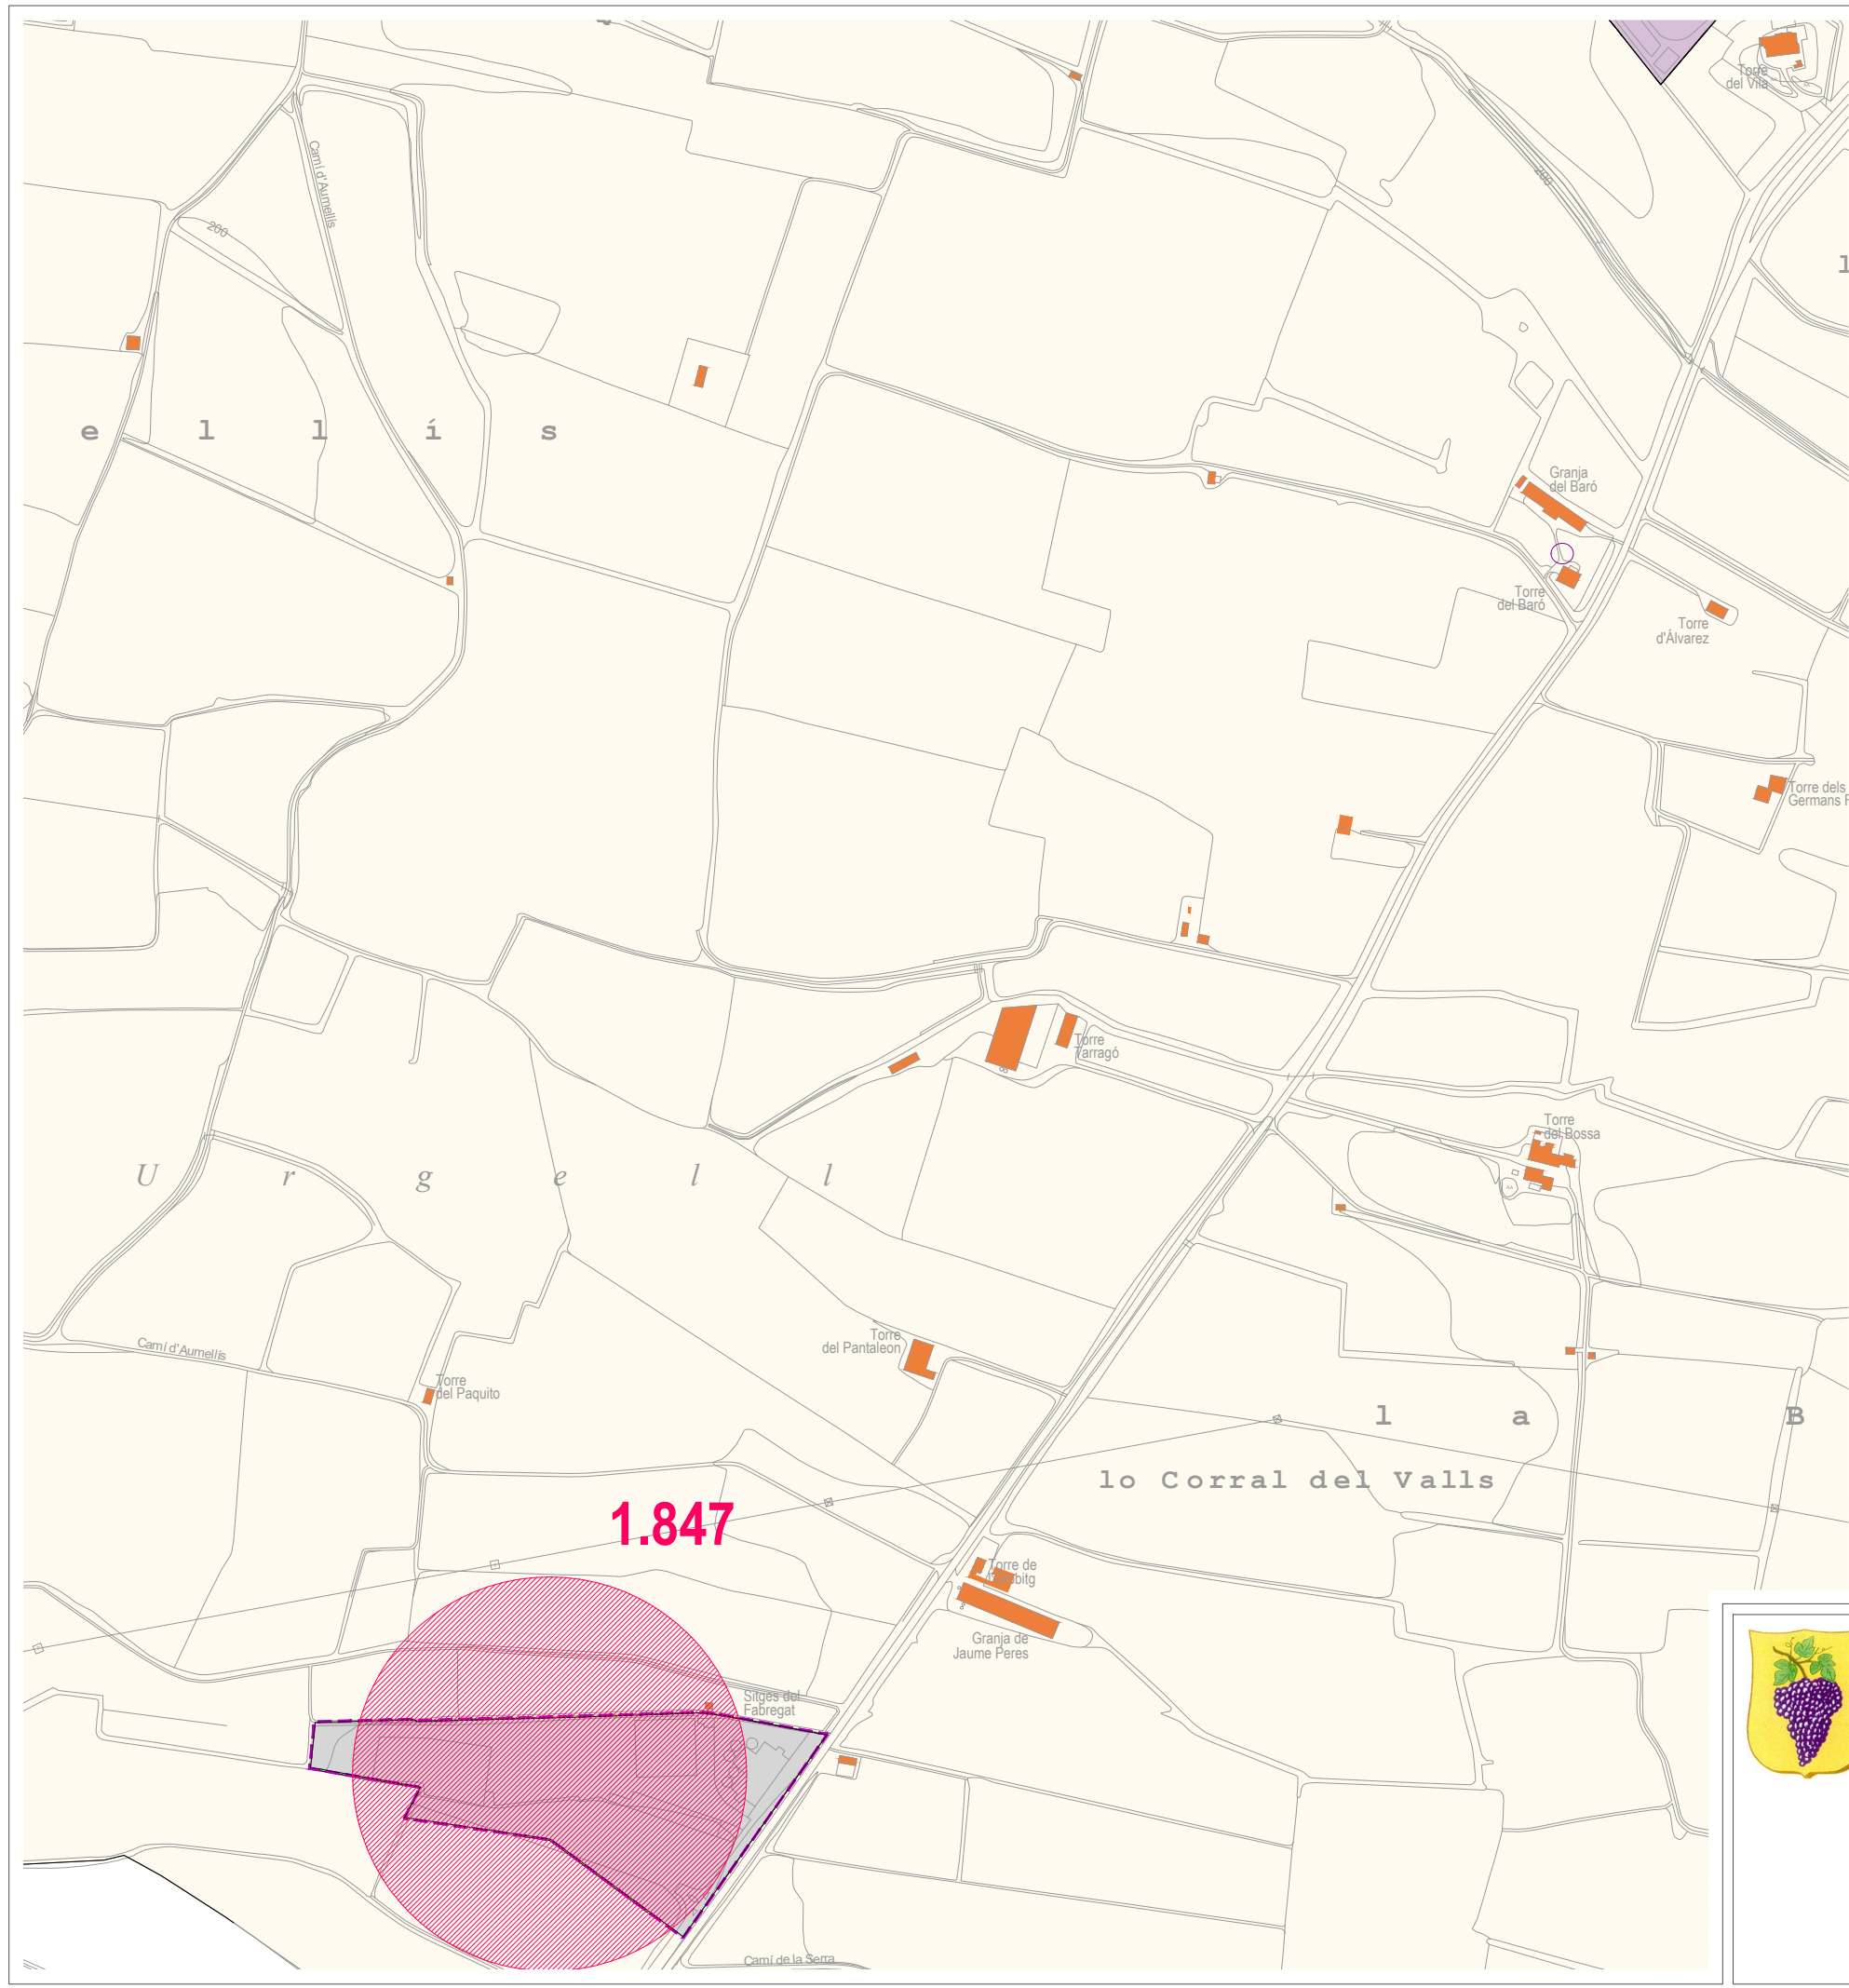 Torre
del Vila
Camí d'Aumellis
200
200
l
e l l í s
Granja
del Baró
Torre
del Baró
Torre
d'Álvarez
Torre dels
Germans
Torre
Tarragó
Torre
del Bossa
U r g e l l
Torre
del Pantaleon
Camí d'Aumellis
Torre
del Paquito
l a B
lo Corral del Valls
1.847
Torre de
Granja de
Jaume Peres
Sitges del
Fabregat
Camí de la Serra